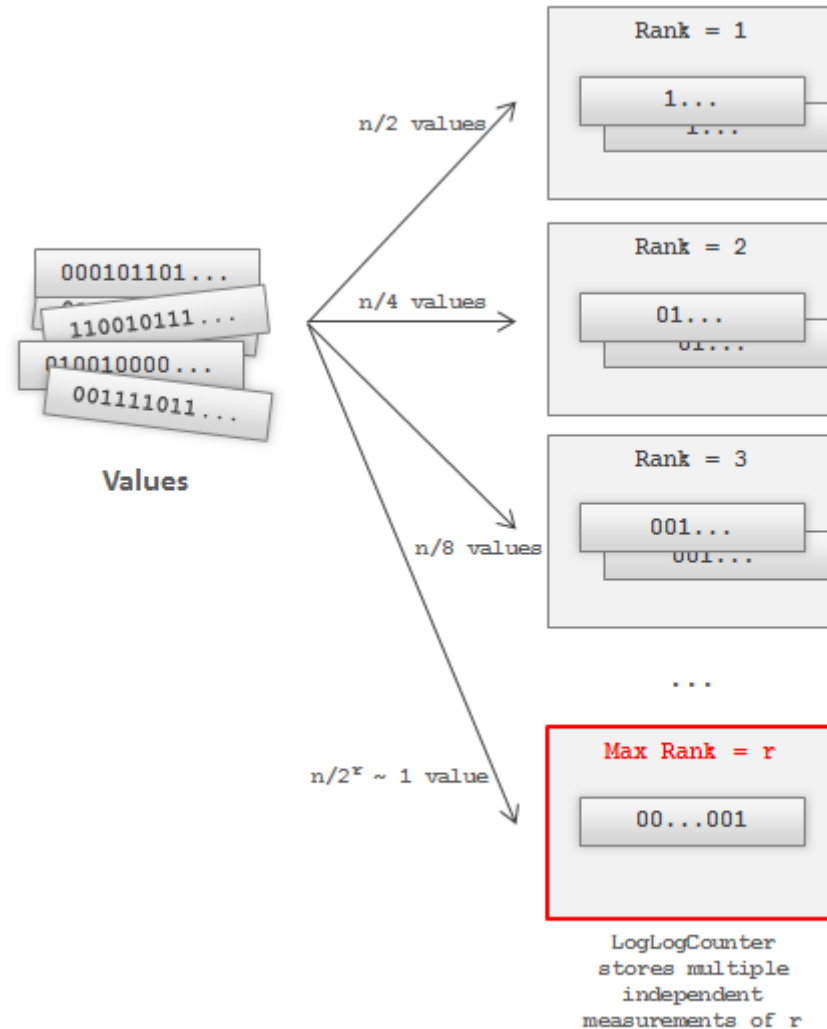 Rank = 1
1...
1...
n/2 values
Rank = 2
000101101...
110010111...
n/4 values
01...
01...
010010000...
001111011...
Values
Rank = 3
001...
001...
n/8 values
...
Max Rank = r
n/2ʳ ~ 1 value
00...001
LogLogCounter
stores multiple
independent
measurements of r